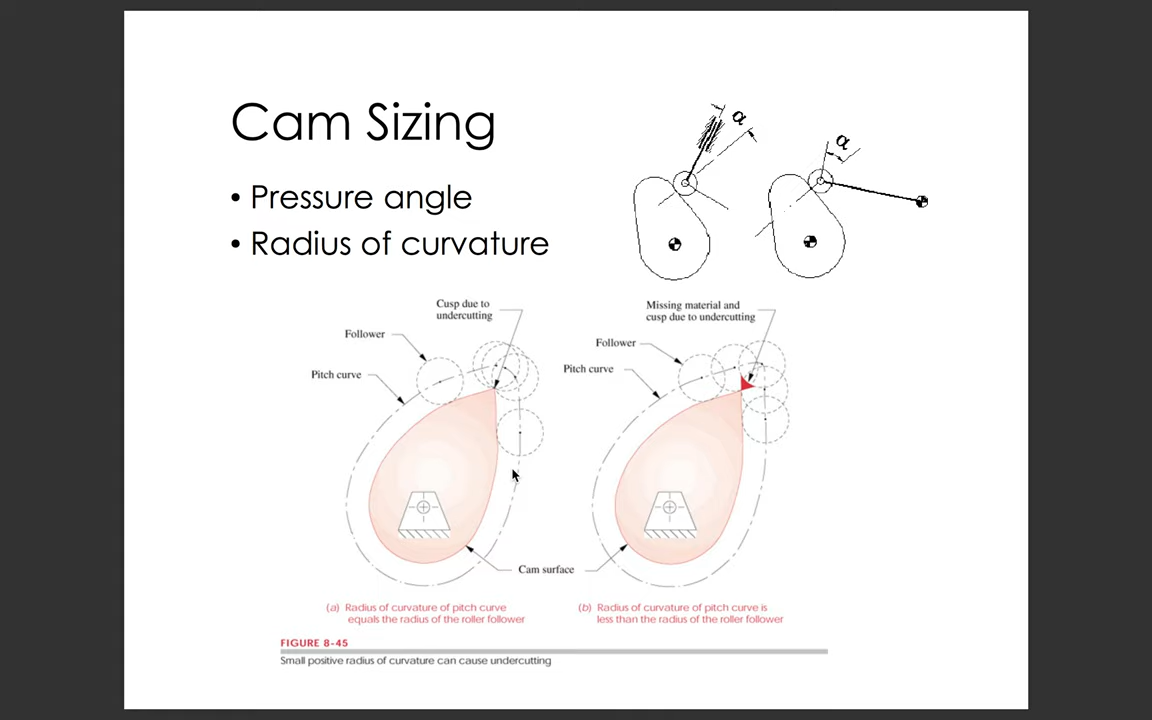 Cam Sizing
• Pressure angle
• Radius of curvature
α
α
Cusp due to
undercutting
Follower
Pitch curve
Missing material and
cusp due to undercutting
Follower
Pitch curve
Cam surface
(a) Radius of curvature of pitch curve
equals the radius of the roller follower
(b) Radius of curvature of pitch curve is
less than the radius of the roller follower
FIGURE 8-45
Small positive radius of curvature can cause undercutting